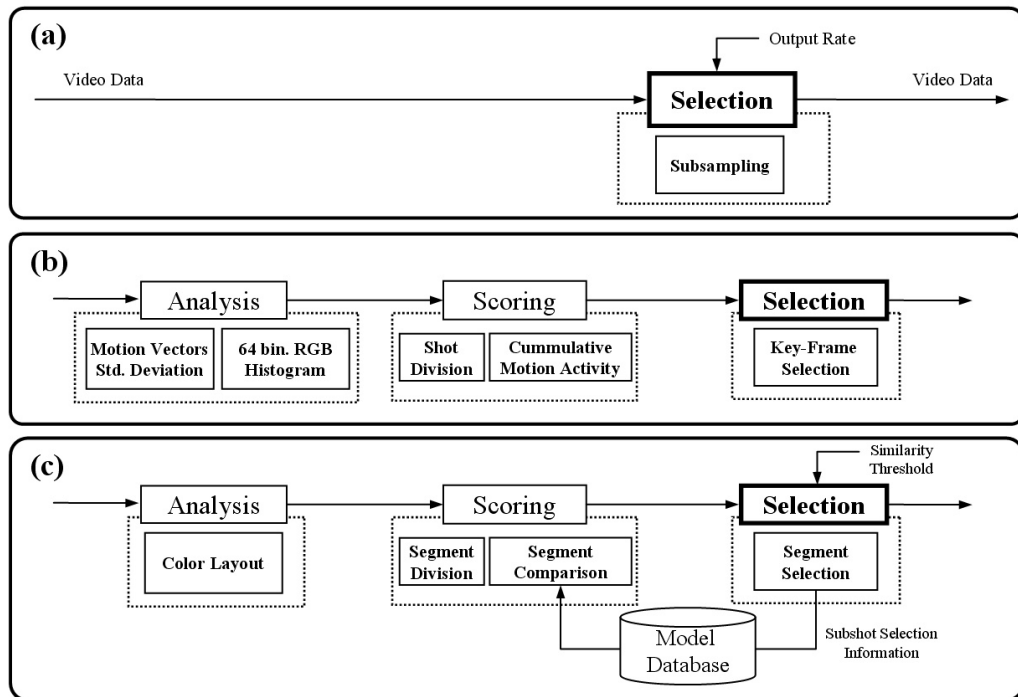 (a)
Output Rate
Video Data
Video Data
Selection
Subsampling
(b)
Analysis
Scoring
Selection
Motion Vectors
Std. Deviation
64 bin. RGB
Histogram
Shot
Division
Cummulative
Motion Activity
Key-Frame
Selection
(c)
Similarity
Threshold
Analysis
Scoring
Selection
Color Layout
Segment
Division
Segment
Comparison
Segment
Selection
Model
Database
Subshot Selection
Information